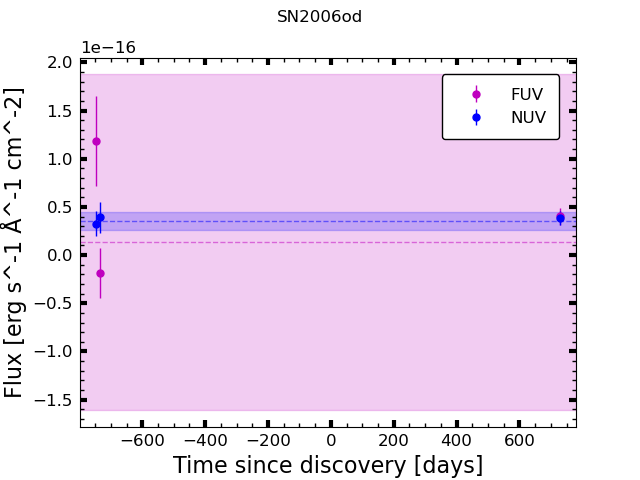 SN2006od
1e−16
2.0
1.5
1.0
0.5
0.0
−0.5
−1.0
−1.5
Flux [erg s^-1 Å^-1 cm^-2]
FUV
NUV
−600 −400 −200 0 200 400 600
Time since discovery [days]